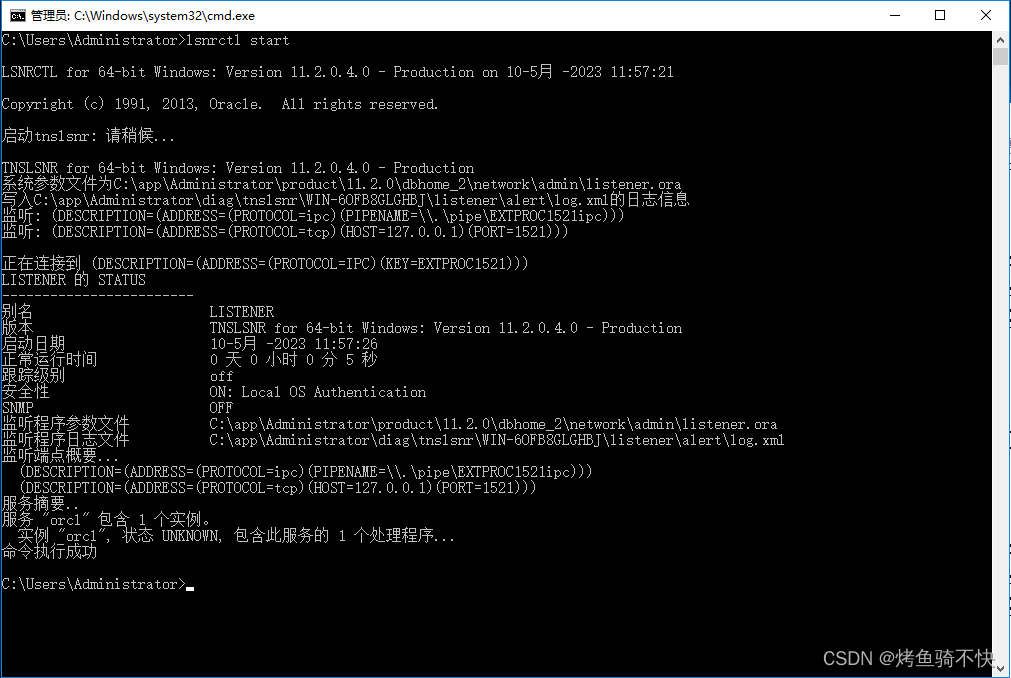 管理员: C:\Windows\system32\cmd.exe
C:\Users\Administrator>lsnrctl start
LSNRCTL for 64-bit Windows: Version 11.2.0.4.0 - Production on 10-5月 -2023 11:57:21
Copyright (c) 1991, 2013, Oracle.  All rights reserved.
启动tnslsnr: 请稍候...
TNSLSNR for 64-bit Windows: Version 11.2.0.4.0 - Production
系统参数文件为C:\app\Administrator\product\11.2.0\dbhome_2\network\admin\listener.ora
写入C:\app\Administrator\diag\tnslsnr\WIN-6OFB8GLGHBJ\listener\alert\log.xml的日志信息
监听: (DESCRIPTION=(ADDRESS=(PROTOCOL=ipc)(PIPENAME=\\.\pipe\EXTPROC1521ipc)))
监听: (DESCRIPTION=(ADDRESS=(PROTOCOL=tcp)(HOST=127.0.0.1)(PORT=1521)))
正在连接到 (DESCRIPTION=(ADDRESS=(PROTOCOL=IPC)(KEY=EXTPROC1521)))
LISTENER 的 STATUS
------------------------
别名                      LISTENER
版本                      TNSLSNR for 64-bit Windows: Version 11.2.0.4.0 - Production
启动日期                  10-5月 -2023 11:57:26
正常运行时间              0 天 0 小时 0 分 5 秒
跟踪级别                  off
安全性                    ON: Local OS Authentication
SNMP                      OFF
监听程序参数文件          C:\app\Administrator\product\11.2.0\dbhome_2\network\admin\listener.ora
监听程序日志文件          C:\app\Administrator\diag\tnslsnr\WIN-6OFB8GLGHBJ\listener\alert\log.xml
监听端点概要...
  (DESCRIPTION=(ADDRESS=(PROTOCOL=ipc)(PIPENAME=\\.\pipe\EXTPROC1521ipc)))
  (DESCRIPTION=(ADDRESS=(PROTOCOL=tcp)(HOST=127.0.0.1)(PORT=1521)))
服务摘要..
服务 "orcl" 包含 1 个实例。
  实例 "orcl", 状态 UNKNOWN, 包含此服务的 1 个处理程序...
命令执行成功
C:\Users\Administrator>
CSDN @烤鱼骑不快